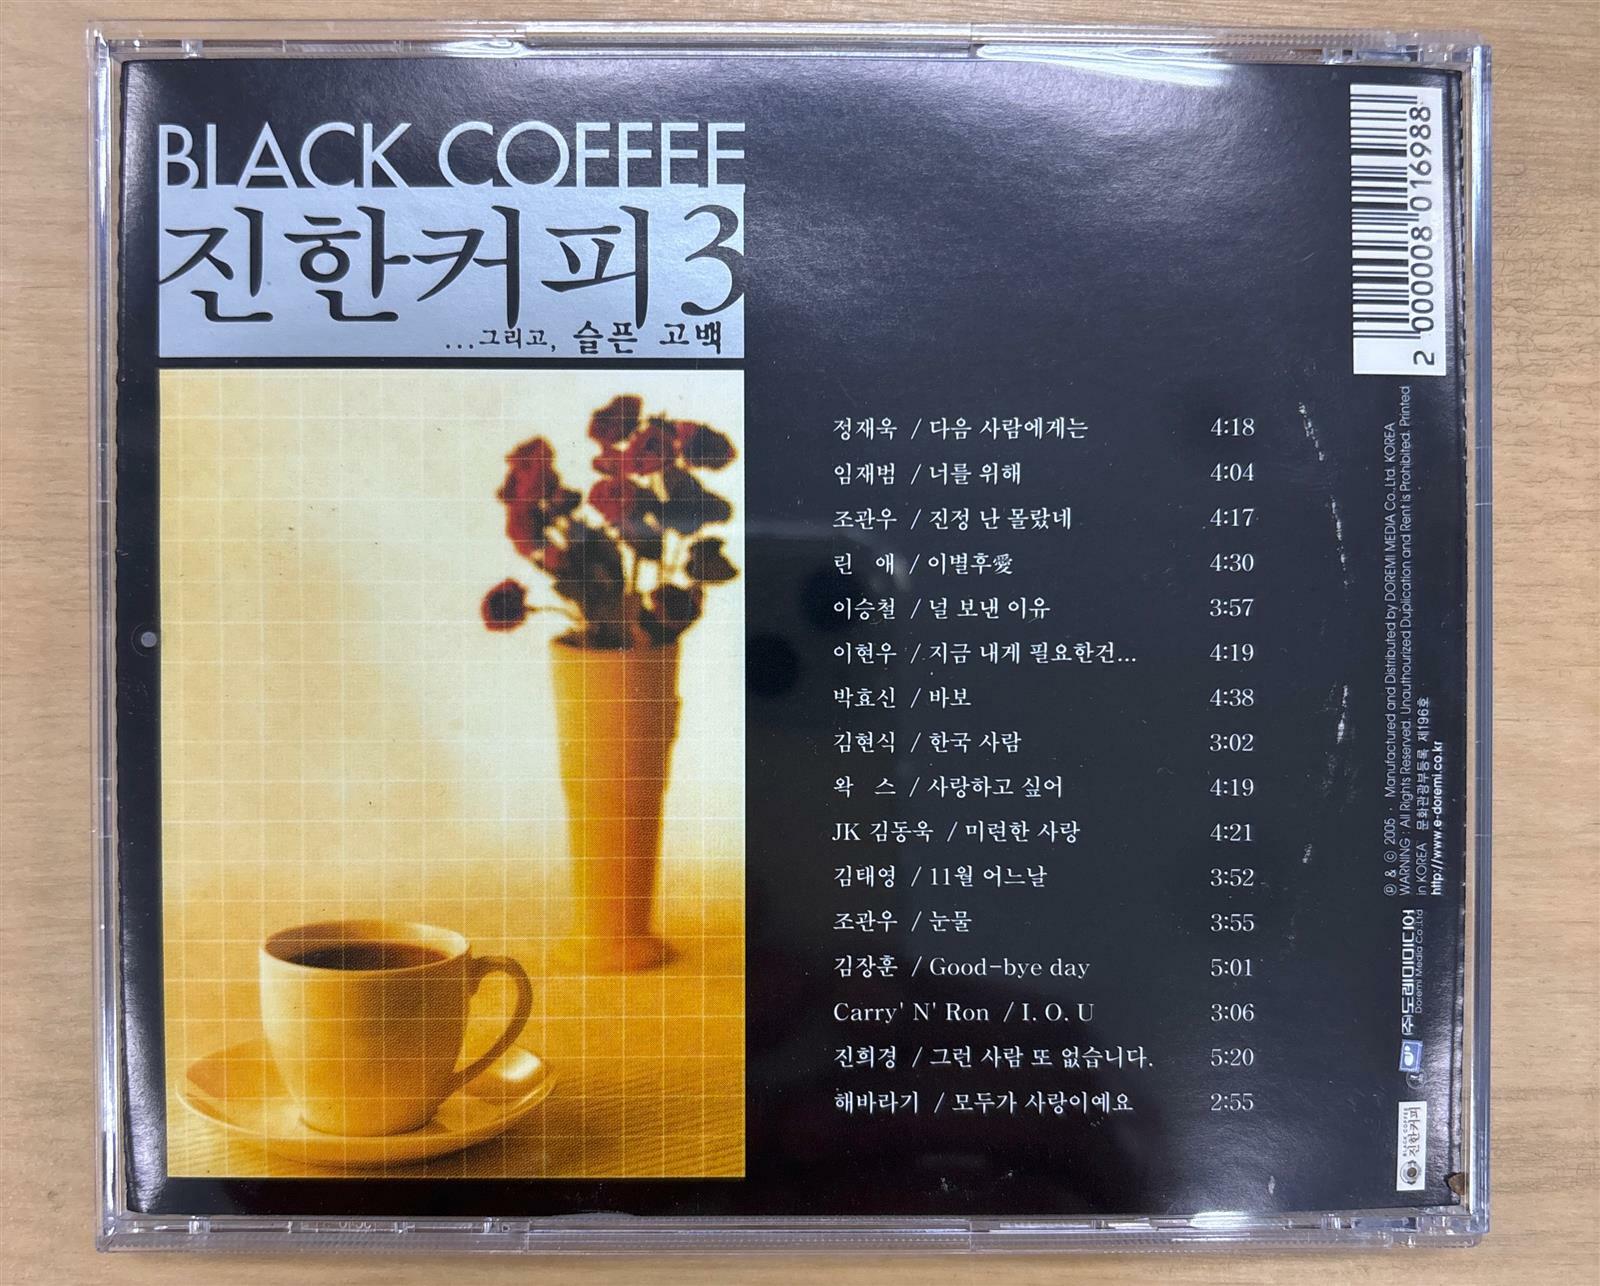 BLACK COFFEE
진한커피3
...그리고, 슬픈 고백
정재욱 / 다음 사람에게는 4:18
임재범 / 너를 위해 4:04
조관우 / 진정 난 몰랐네 4:17
린 애 / 이별후愛 4:30
이승철 / 널 보낸 이유 3:57
이현우 / 지금 내게 필요한건... 4:19
박효신 / 바보 4:38
김현식 / 한국 사람 3:02
왁 스 / 사랑하고 싶어 4:19
JK 김동욱 / 미련한 사랑 4:21
김태영 / 11월 어느날 3:52
조관우 / 눈물 3:55
김장훈 / Good-bye day 5:01
Carry' N' Ron / I. O. U 3:06
진희경 / 그런 사람 또 없습니다. 5:20
해바라기 / 모두가 사랑이예요 2:55
2 000008 016988
℗ & © 2005 · Manufactured and Distributed by DOREMI MEDIA Co.,Ltd. KOREA
WARNING : All Rights Reserved. Unauthourized Duplication and Rent is Prohibited. Printed
in KOREA 문화관광부등록 제196호
http://www.e-doremi.co.kr
㈜도레미미디어
Doremi Media Co.,Ltd
BLACK COFFEE
진한커피